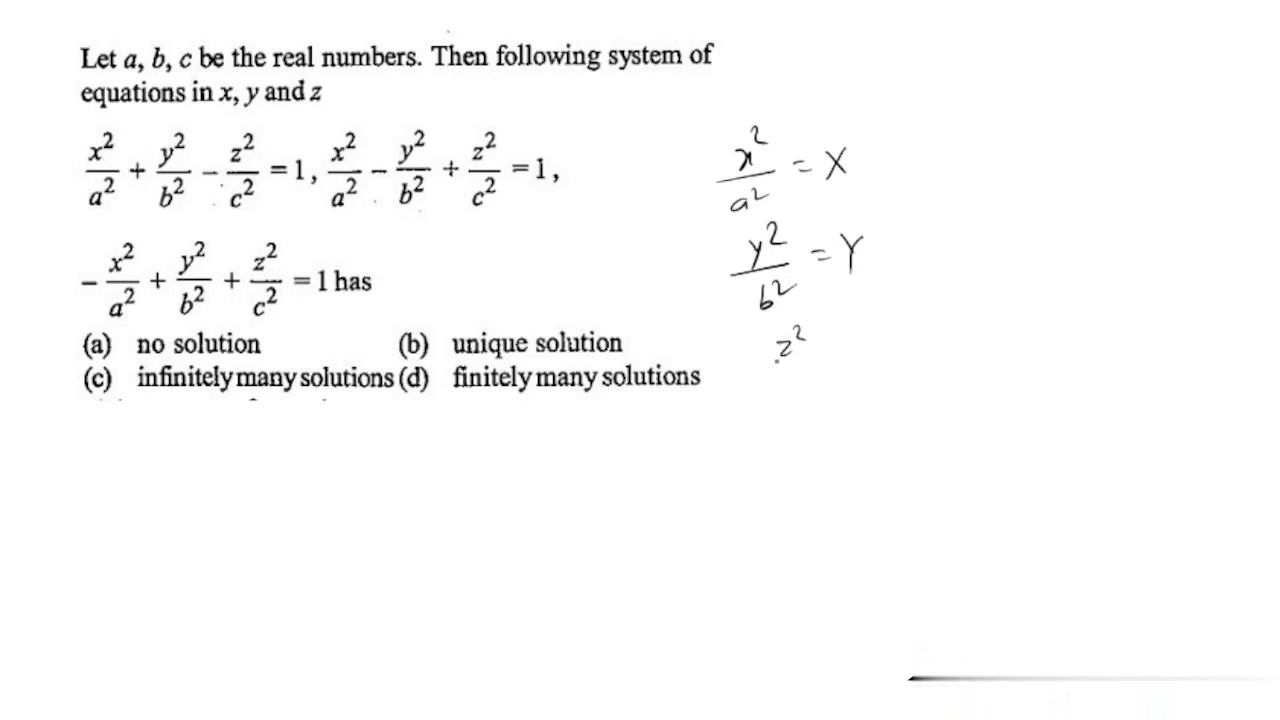 Let a, b, c be the real numbers. Then following system of
equations in x, y and z
x²/a² + y²/b² − z²/c² = 1, x²/a² − y²/b² + z²/c² = 1,
− x²/a² + y²/b² + z²/c² = 1 has
(a) no solution (b) unique solution
(c) infinitely many solutions (d) finitely many solutions
x²/a² = X
y²/b² = Y
z²